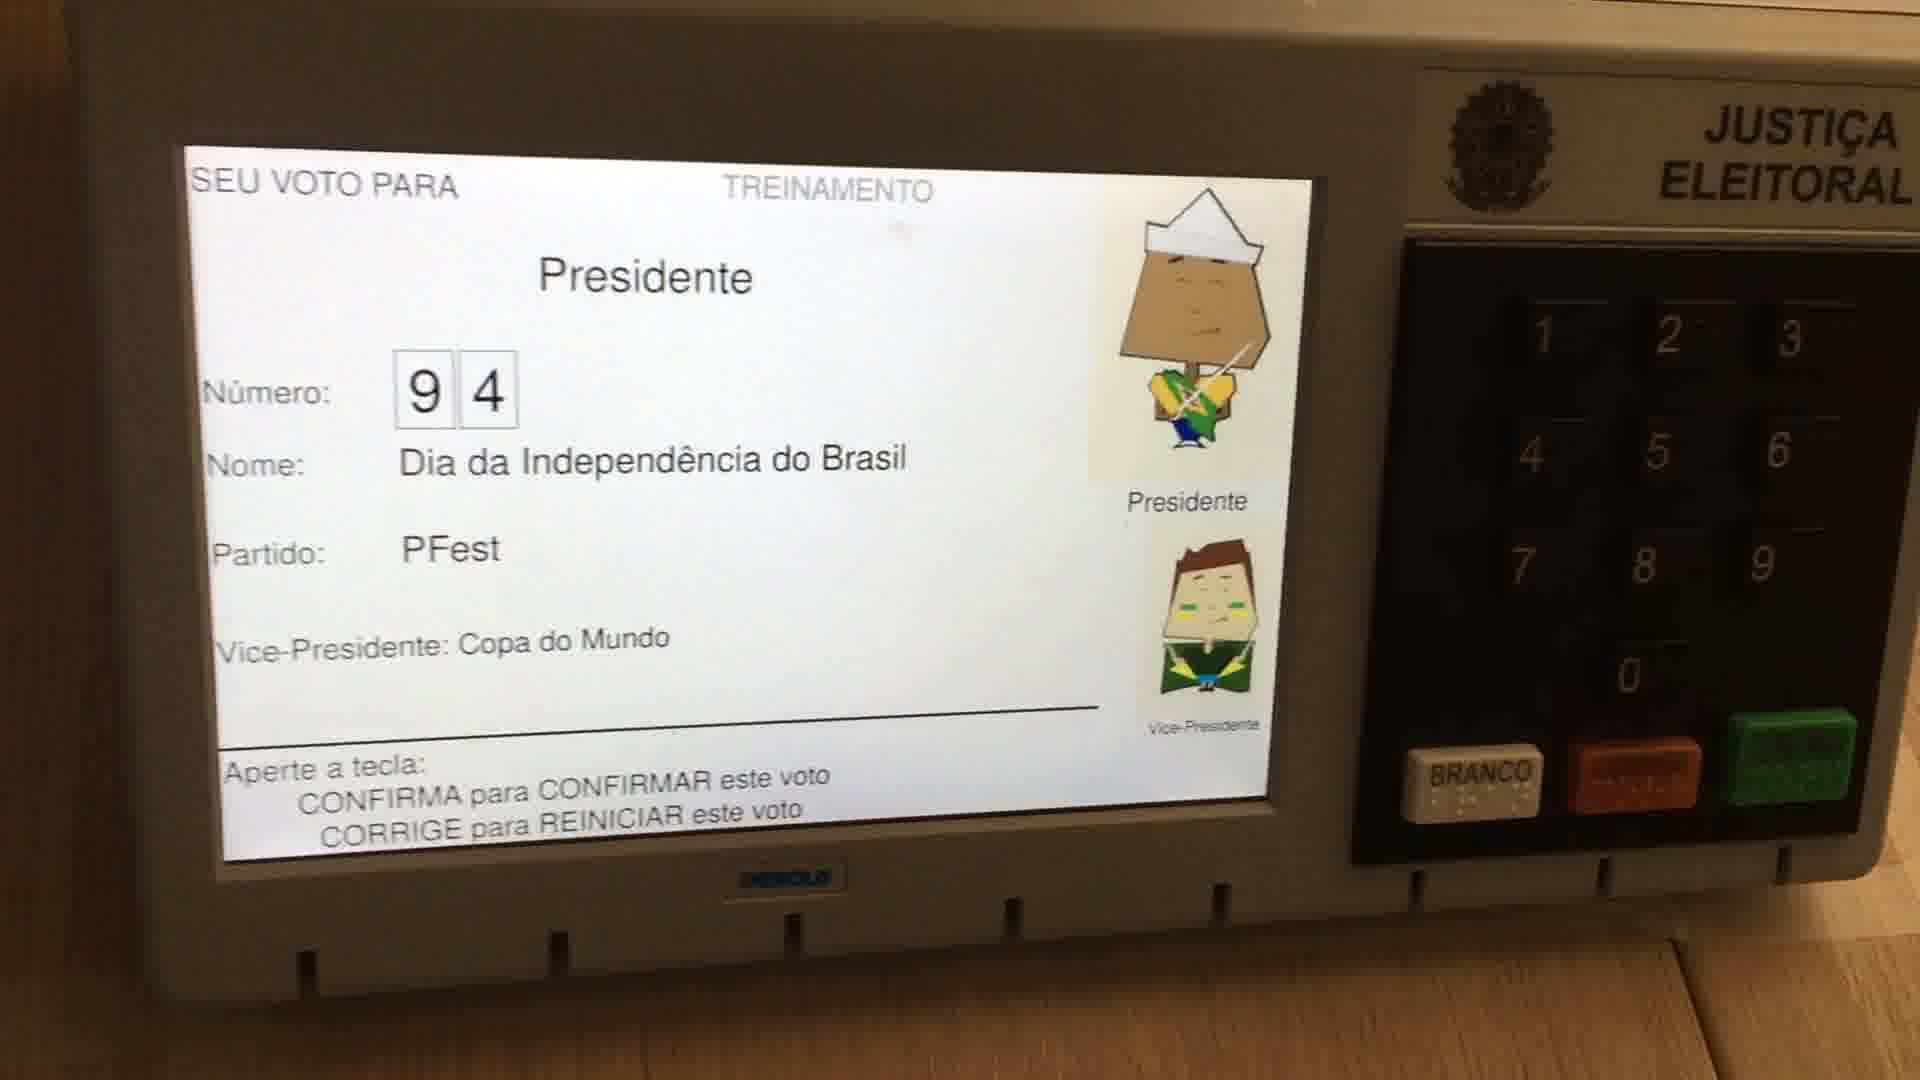 SEU VOTO PARA
TREINAMENTO
Presidente
Número: 94
Nome: Dia da Independência do Brasil
Partido: PFest
Vice-Presidente: Copa do Mundo
Presidente
Vice-Presidente
Aperte a tecla:
CONFIRMA para CONFIRMAR este voto
CORRIGE para REINICIAR este voto
JUSTIÇA
ELEITORAL
1 2 3
4 5 6
7 8 9
0
BRANCO